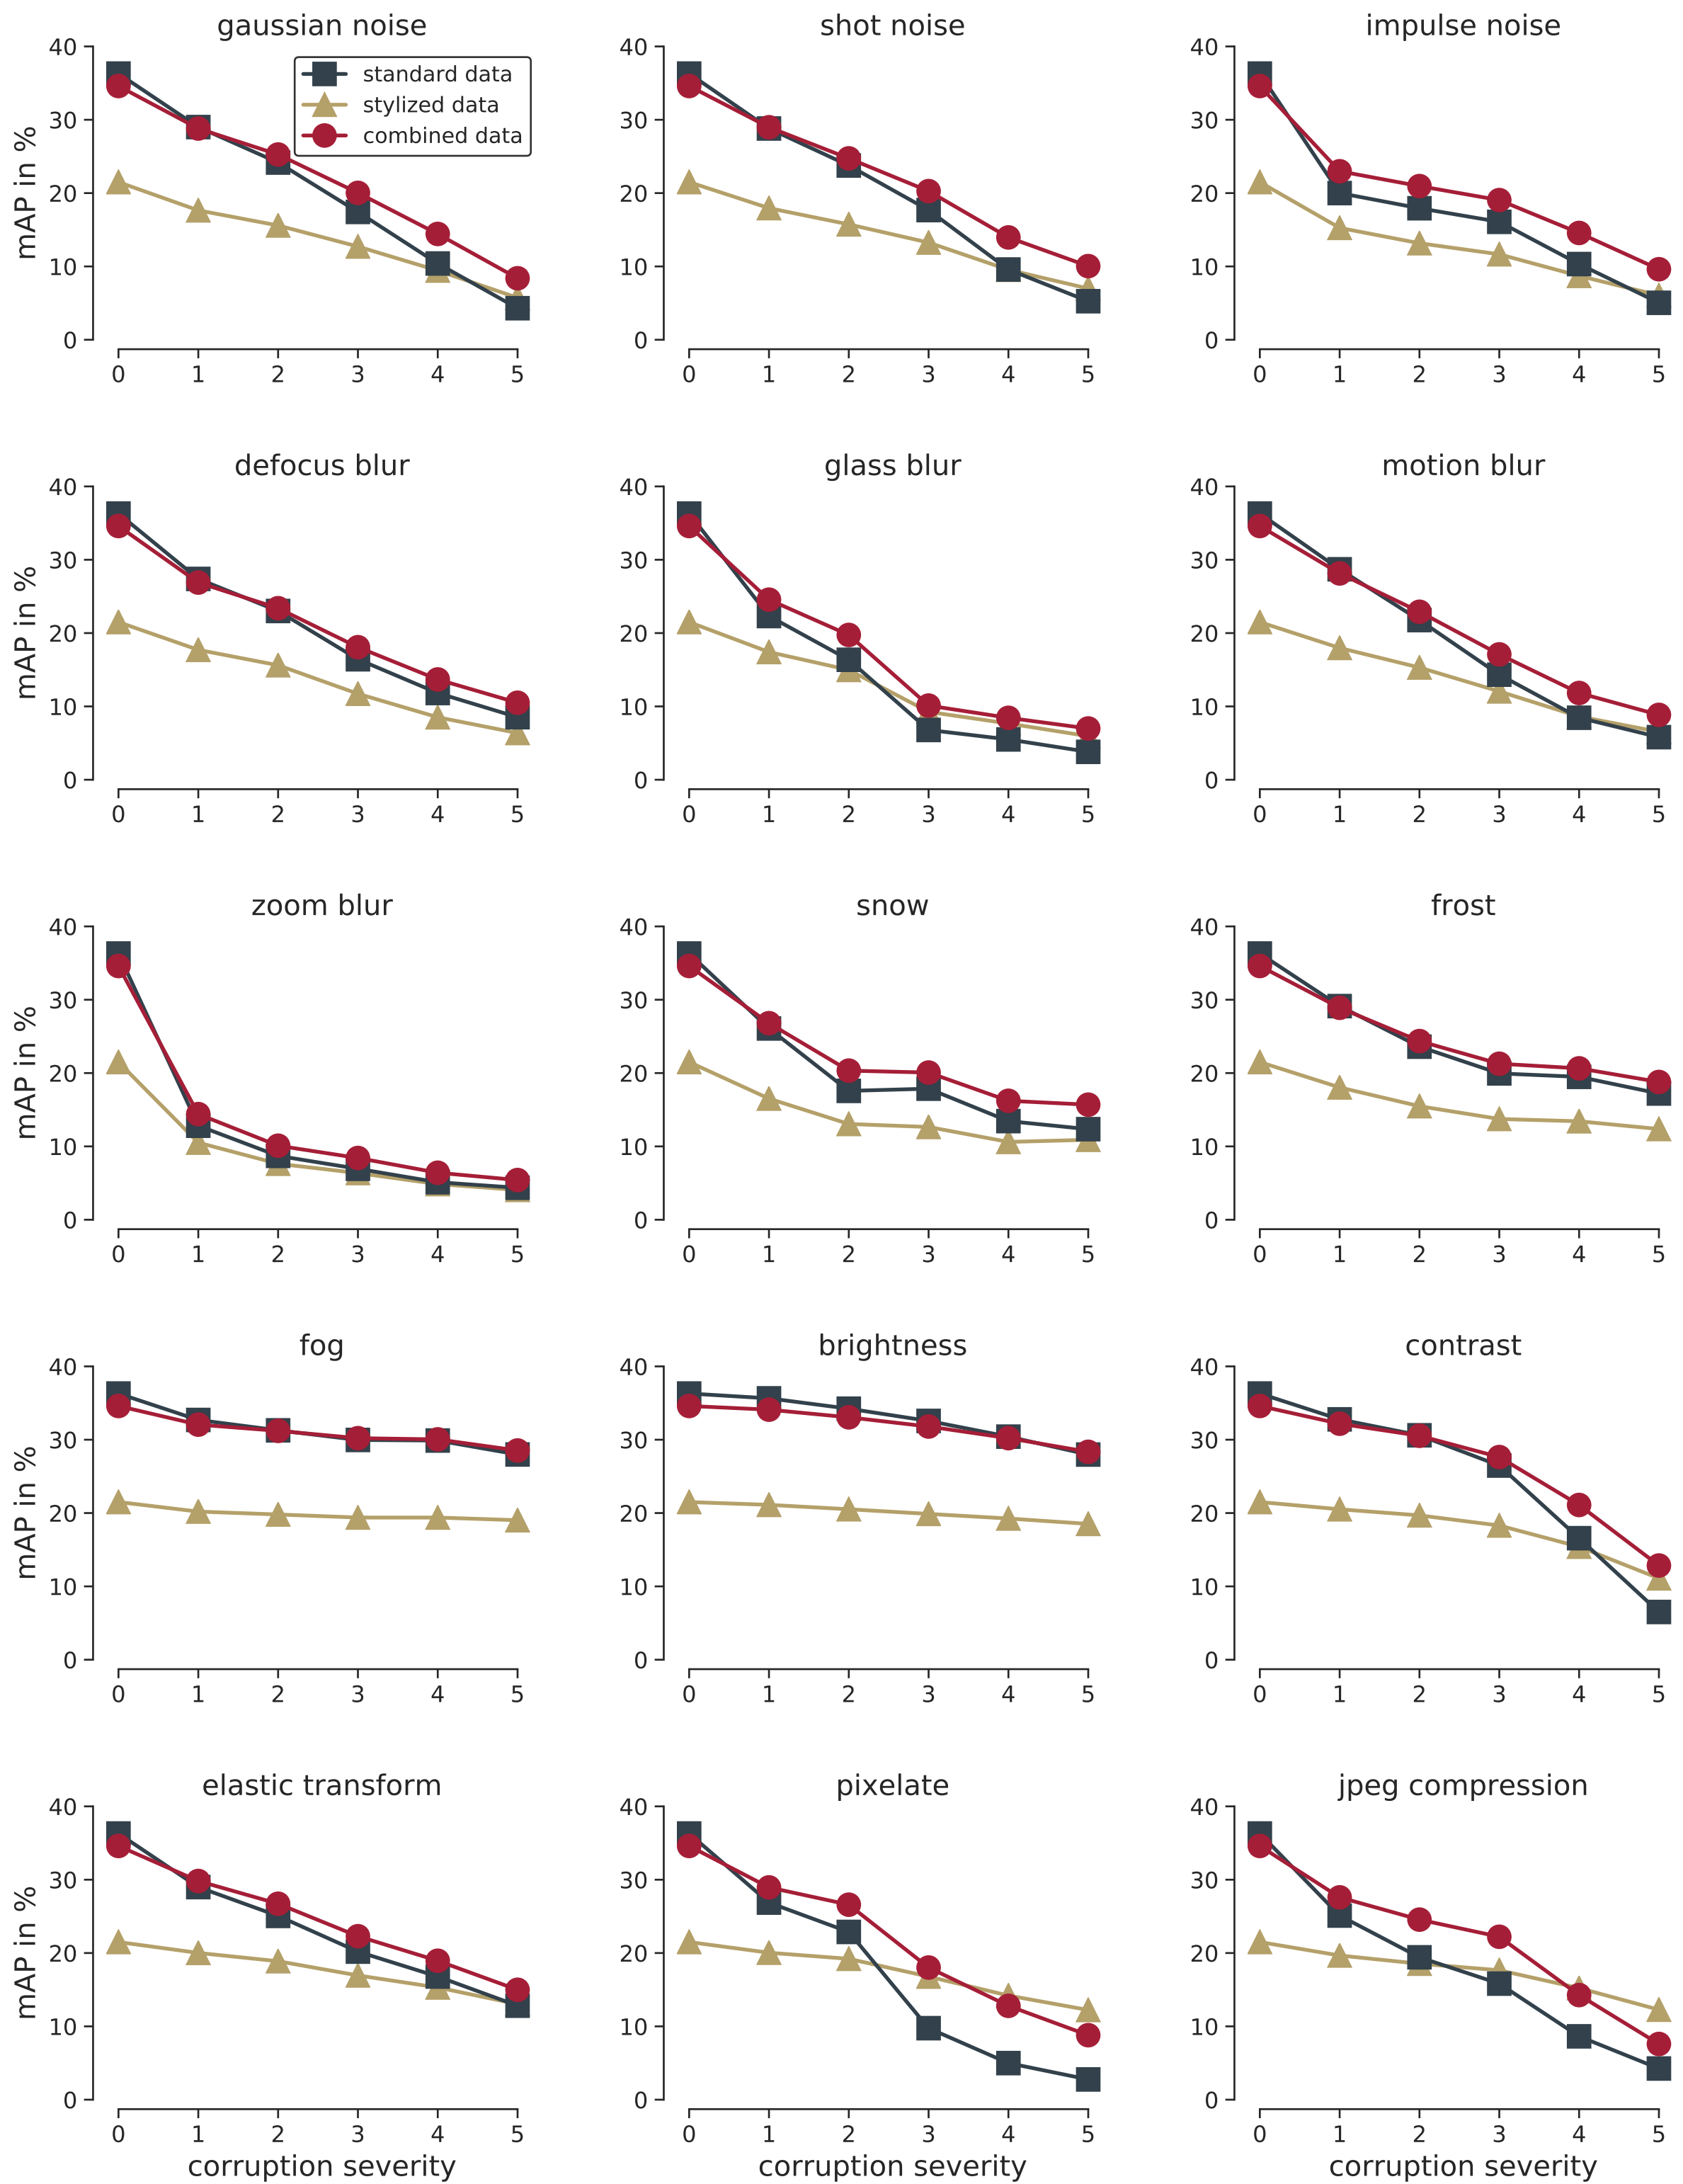 gaussian noise
shot noise
impulse noise
mAP in %
40
30
20
10
0
0 1 2 3 4 5
standard data
stylized data
combined data
40
30
20
10
0
0 1 2 3 4 5
40
30
20
10
0
0 1 2 3 4 5
defocus blur
glass blur
motion blur
mAP in %
40
30
20
10
0
0 1 2 3 4 5
40
30
20
10
0
0 1 2 3 4 5
40
30
20
10
0
0 1 2 3 4 5
zoom blur
snow
frost
mAP in %
40
30
20
10
0
0 1 2 3 4 5
40
30
20
10
0
0 1 2 3 4 5
40
30
20
10
0
0 1 2 3 4 5
fog
brightness
contrast
mAP in %
40
30
20
10
0
0 1 2 3 4 5
40
30
20
10
0
0 1 2 3 4 5
40
30
20
10
0
0 1 2 3 4 5
elastic transform
pixelate
jpeg compression
mAP in %
40
30
20
10
0
0 1 2 3 4 5
corruption severity
40
30
20
10
0
0 1 2 3 4 5
corruption severity
40
30
20
10
0
0 1 2 3 4 5
corruption severity